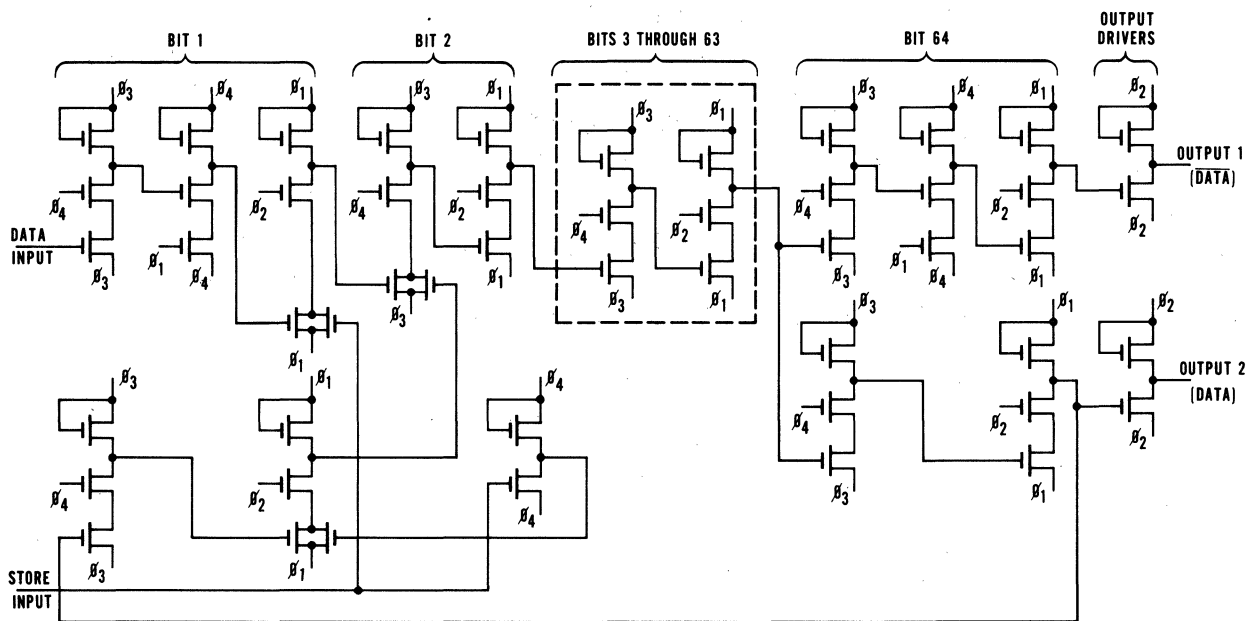 BIT 1
BIT 2
BITS 3 THROUGH 63
BIT 64
OUTPUT
DRIVERS
Ø3 Ø4 Ø1 Ø3 Ø1 Ø3 Ø4 Ø1 Ø2
Ø3 Ø1
OUTPUT 1
(D̅A̅T̅A̅)
Ø4 Ø2 Ø4 Ø2 Ø4 Ø2
Ø4 Ø2 Ø2
DATA
INPUT
Ø1 Ø1
Ø3 Ø4 Ø1 Ø3 Ø4 Ø1
Ø3 Ø1
Ø3
Ø1
Ø3 Ø1 Ø2
Ø3 Ø1 Ø4
OUTPUT 2
(DATA)
Ø4 Ø2 Ø2
Ø4 Ø2 Ø4
Ø3 Ø1
Ø3 Ø1
STORE
INPUT